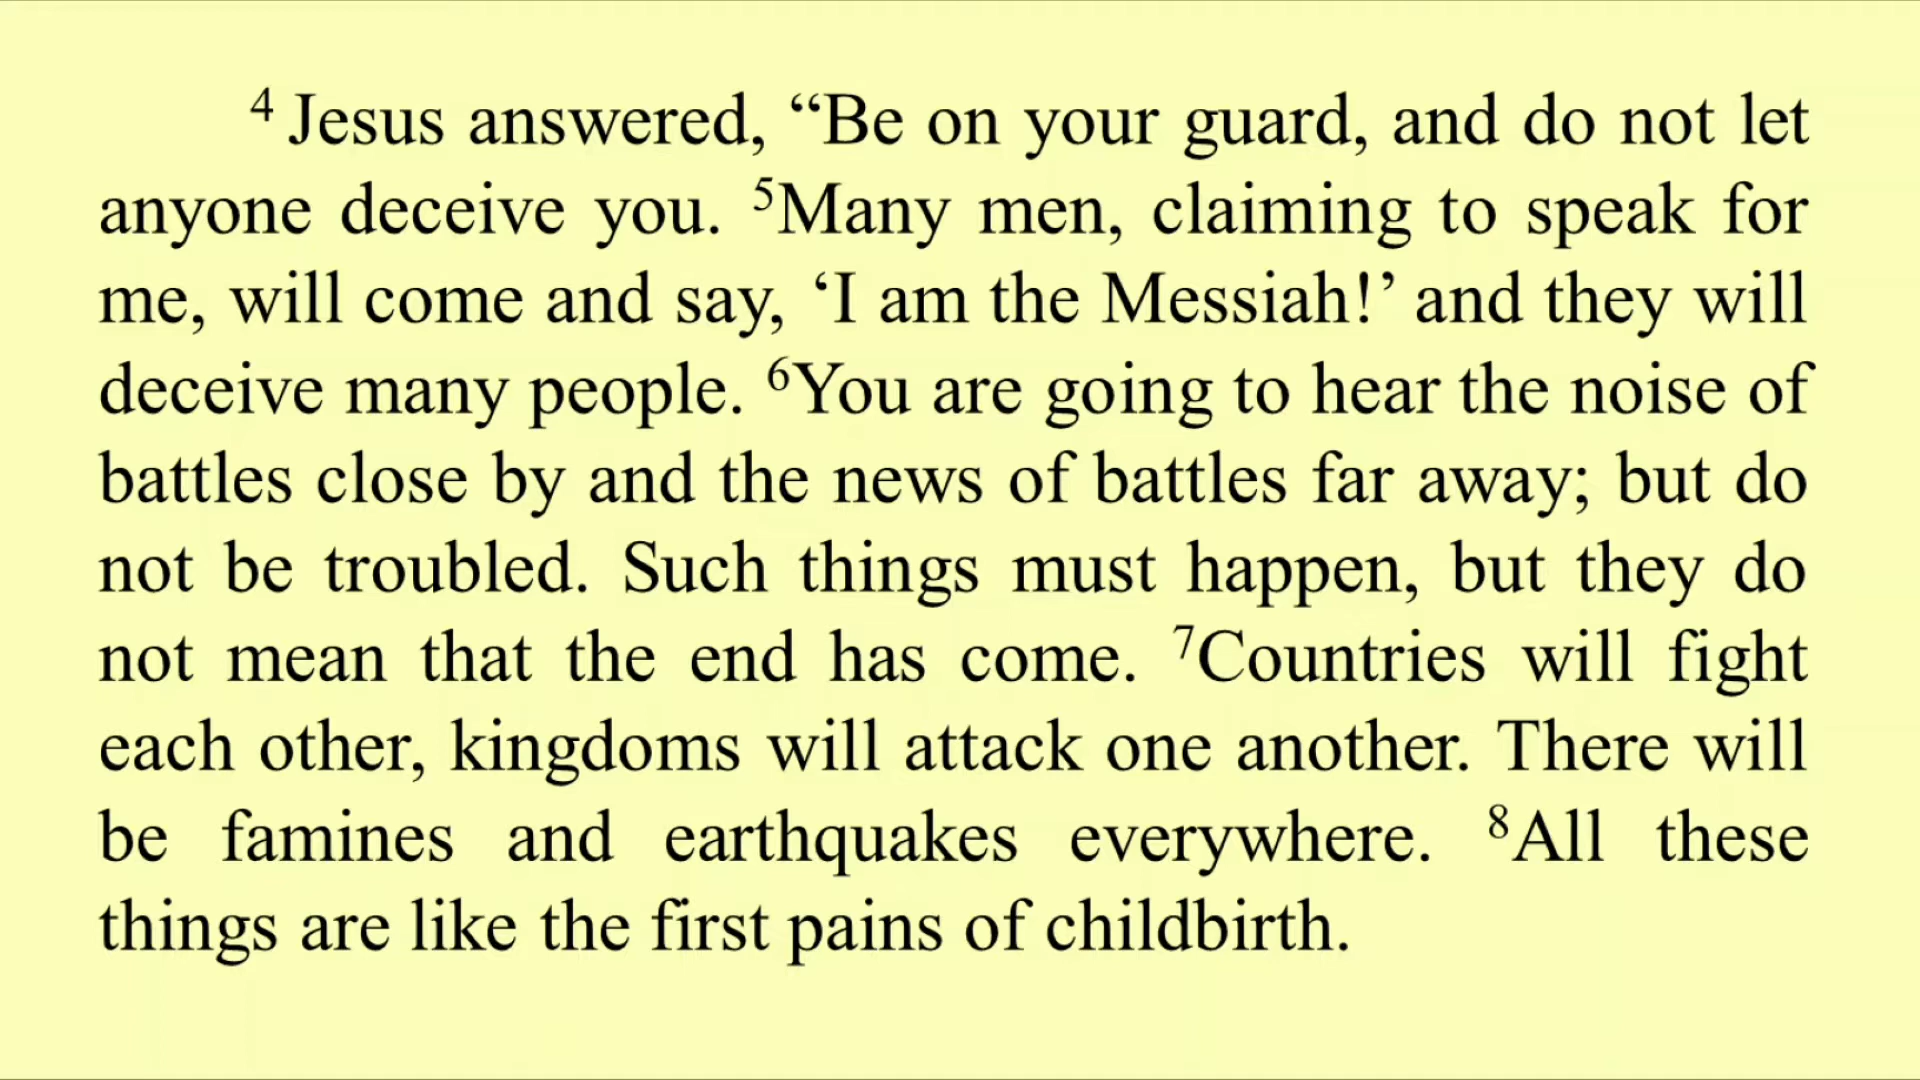 ⁴ Jesus answered, “Be on your guard, and do not let
anyone deceive you. ⁵Many men, claiming to speak for
me, will come and say, ‘I am the Messiah!’ and they will
deceive many people. ⁶You are going to hear the noise of
battles close by and the news of battles far away; but do
not be troubled. Such things must happen, but they do
not mean that the end has come. ⁷Countries will fight
each other, kingdoms will attack one another. There will
be famines and earthquakes everywhere. ⁸All these
things are like the first pains of childbirth.